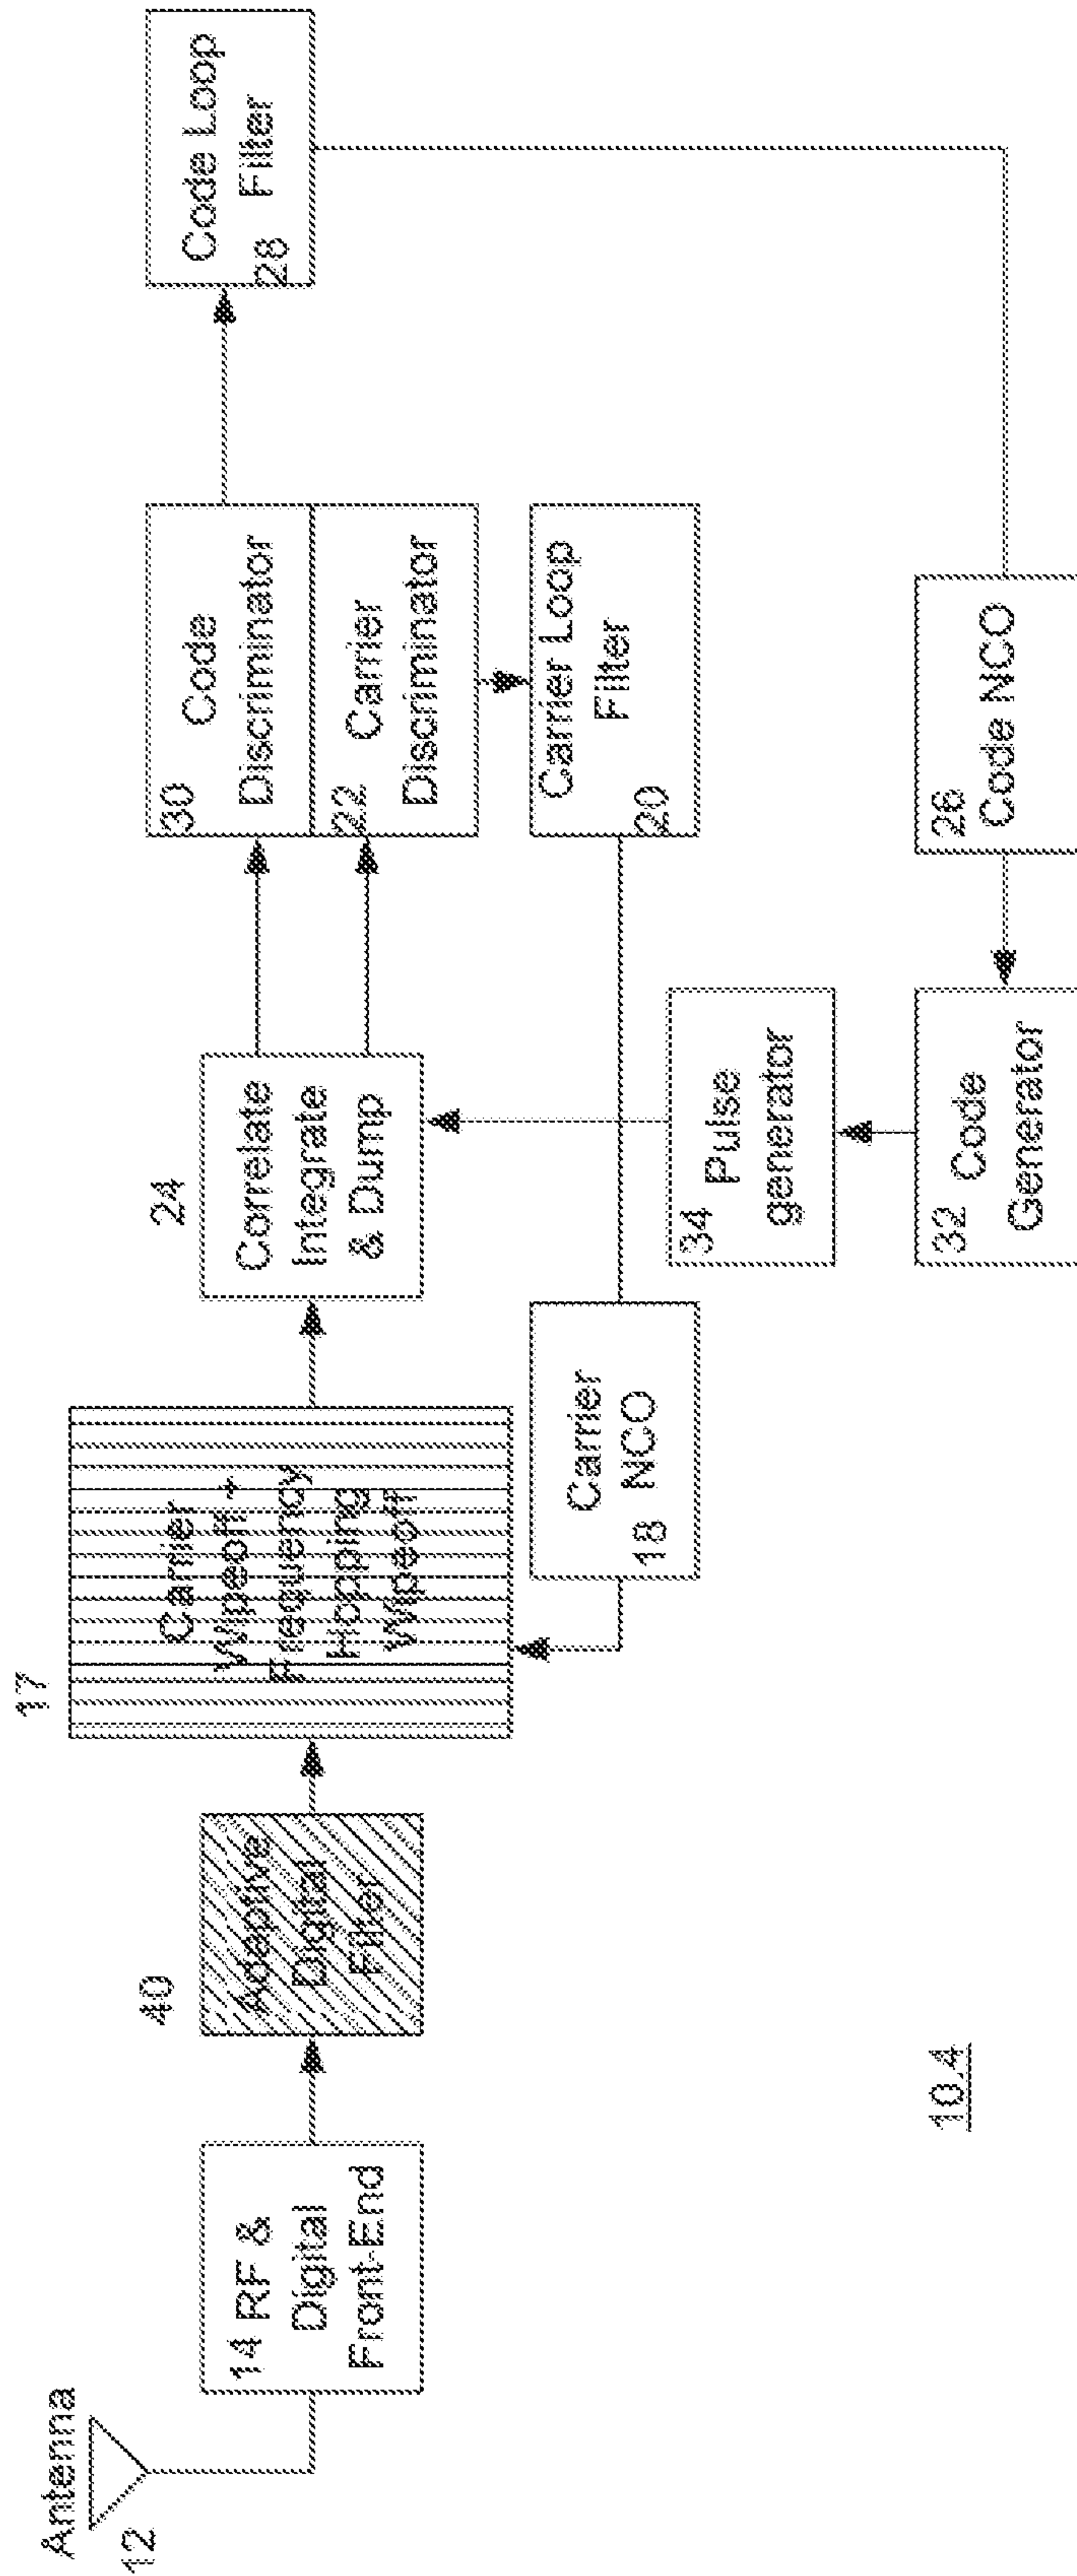 Antenna
12
14 RF &
Digital
Front-End
40
Adaptive
Digital
Filter
17
Carrier
Wipeoff +
Frequency
Hopping
Wipeoff
24
Correlate
Integrate
& Dump
Code
30 Discriminator
22 Carrier
Discriminator
Code Loop
Filter
28
Carrier Loop
Filter
20
Carrier
18 NCO
34 Pulse
generator
32 Code
Generator
26
Code NCO
10.4